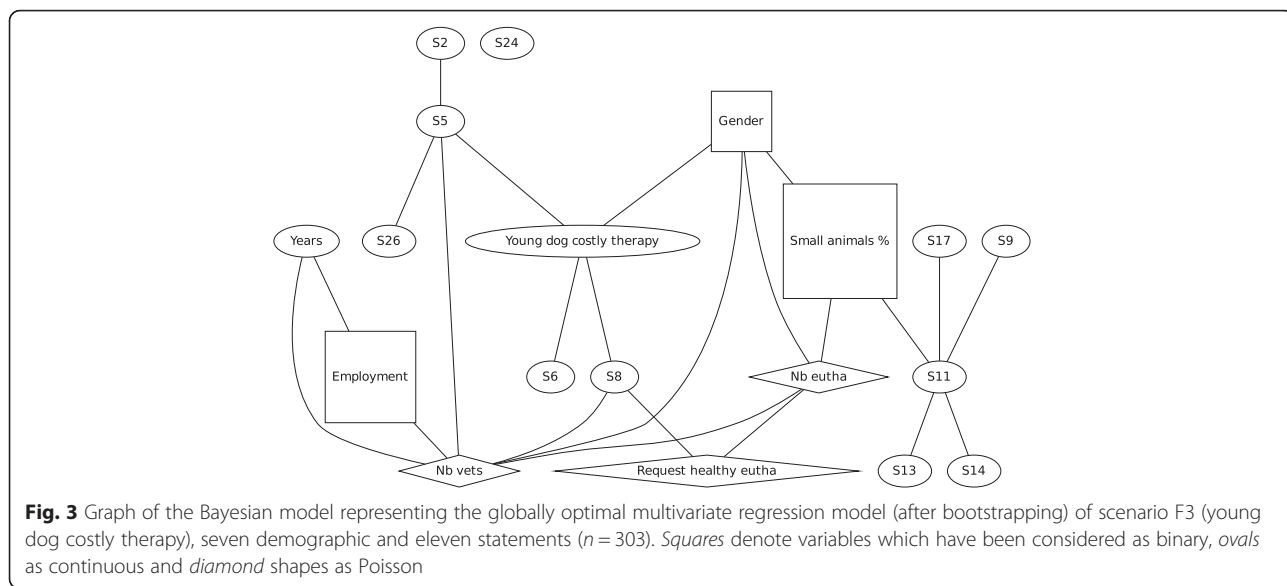 S2 S24
S5
Gender
Years S26 Young dog costly therapy Small animals % S17 S9
Employment S6 S8 Nb eutha S11
Nb vets Request healthy eutha S13 S14
Fig. 3 Graph of the Bayesian model representing the globally optimal multivariate regression model (after bootstrapping) of scenario F3 (young
dog costly therapy), seven demographic and eleven statements (n = 303). Squares denote variables which have been considered as binary, ovals
as continuous and diamond shapes as Poisson